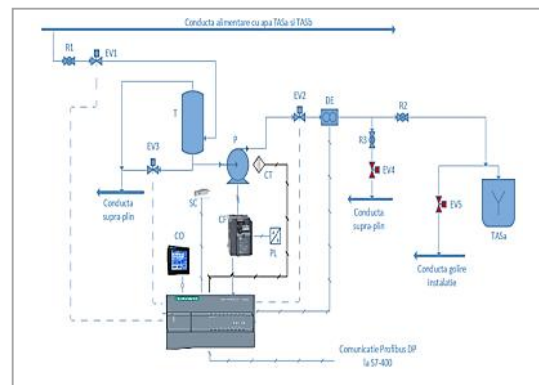 Conducta alimentare cu apa TASa si TASb
R1
EV1
EV2
DE
R2
T
P
EV3
R3
CT
EV4
SC
CF
EV5
Conducta
supra-plin
CO
PL
Conducta
supra-plin
TASa
Conducta golire
instalatie
SIEMENS
Comunicatie Profibus DP
la S7-400